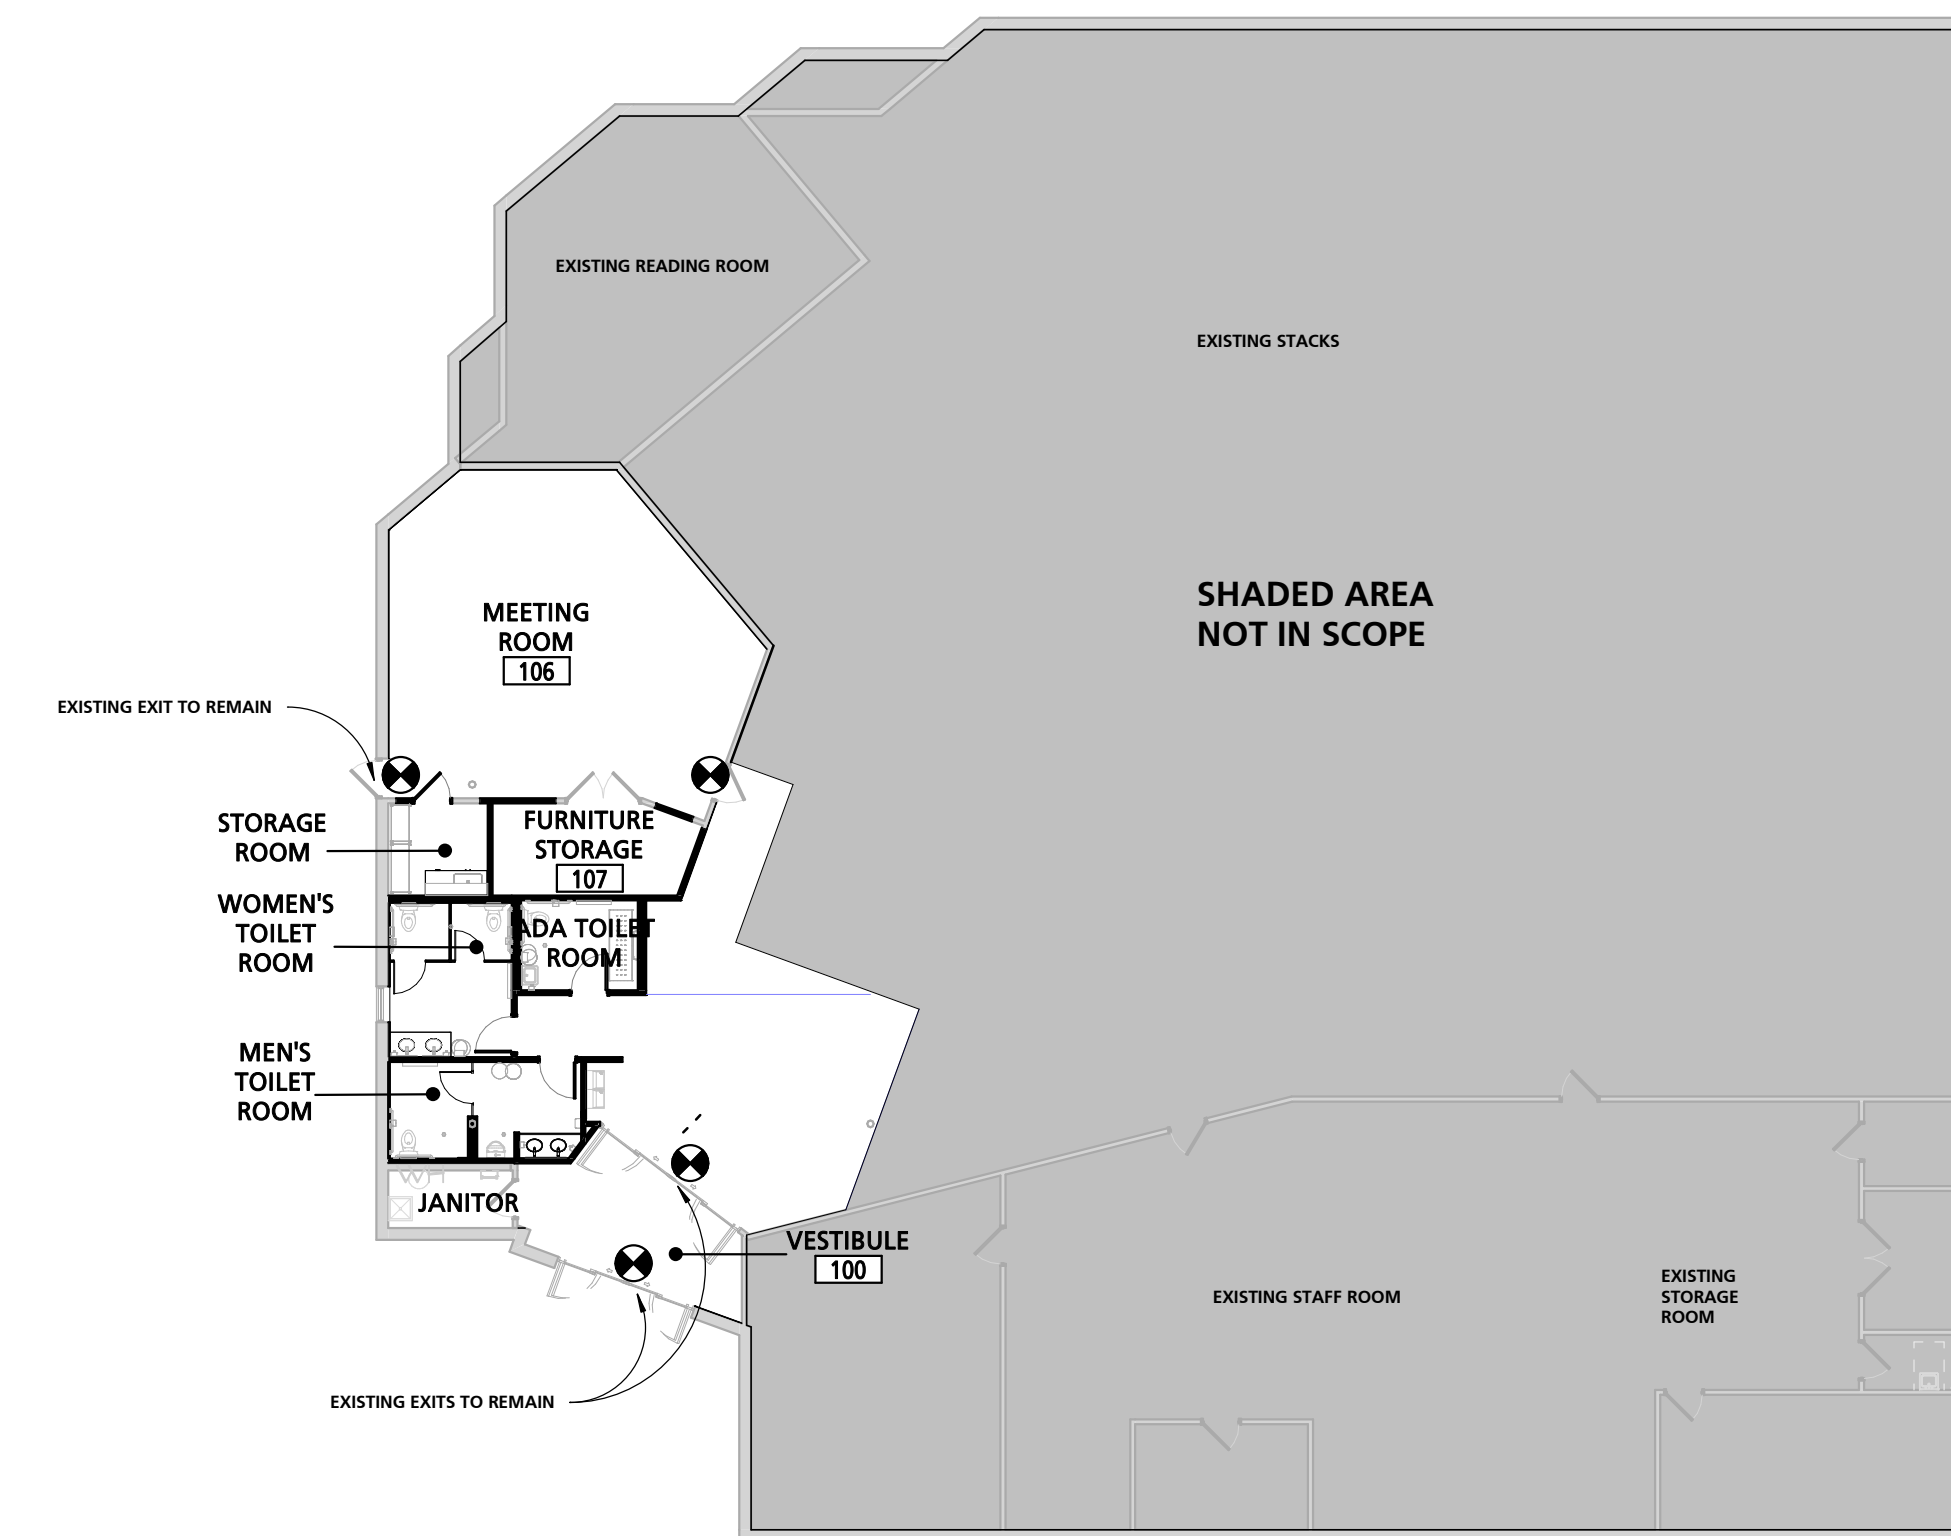 EXISTING READING ROOM
EXISTING STACKS
SHADED AREA
NOT IN SCOPE
MEETING
ROOM
106
EXISTING EXIT TO REMAIN
STORAGE
ROOM
FURNITURE
STORAGE
107
WOMEN'S
TOILET
ROOM
ADA TOILET
ROOM
MEN'S
TOILET
ROOM
JANITOR
VESTIBULE
100
EXISTING STAFF ROOM
EXISTING
STORAGE
ROOM
EXISTING EXITS TO REMAIN